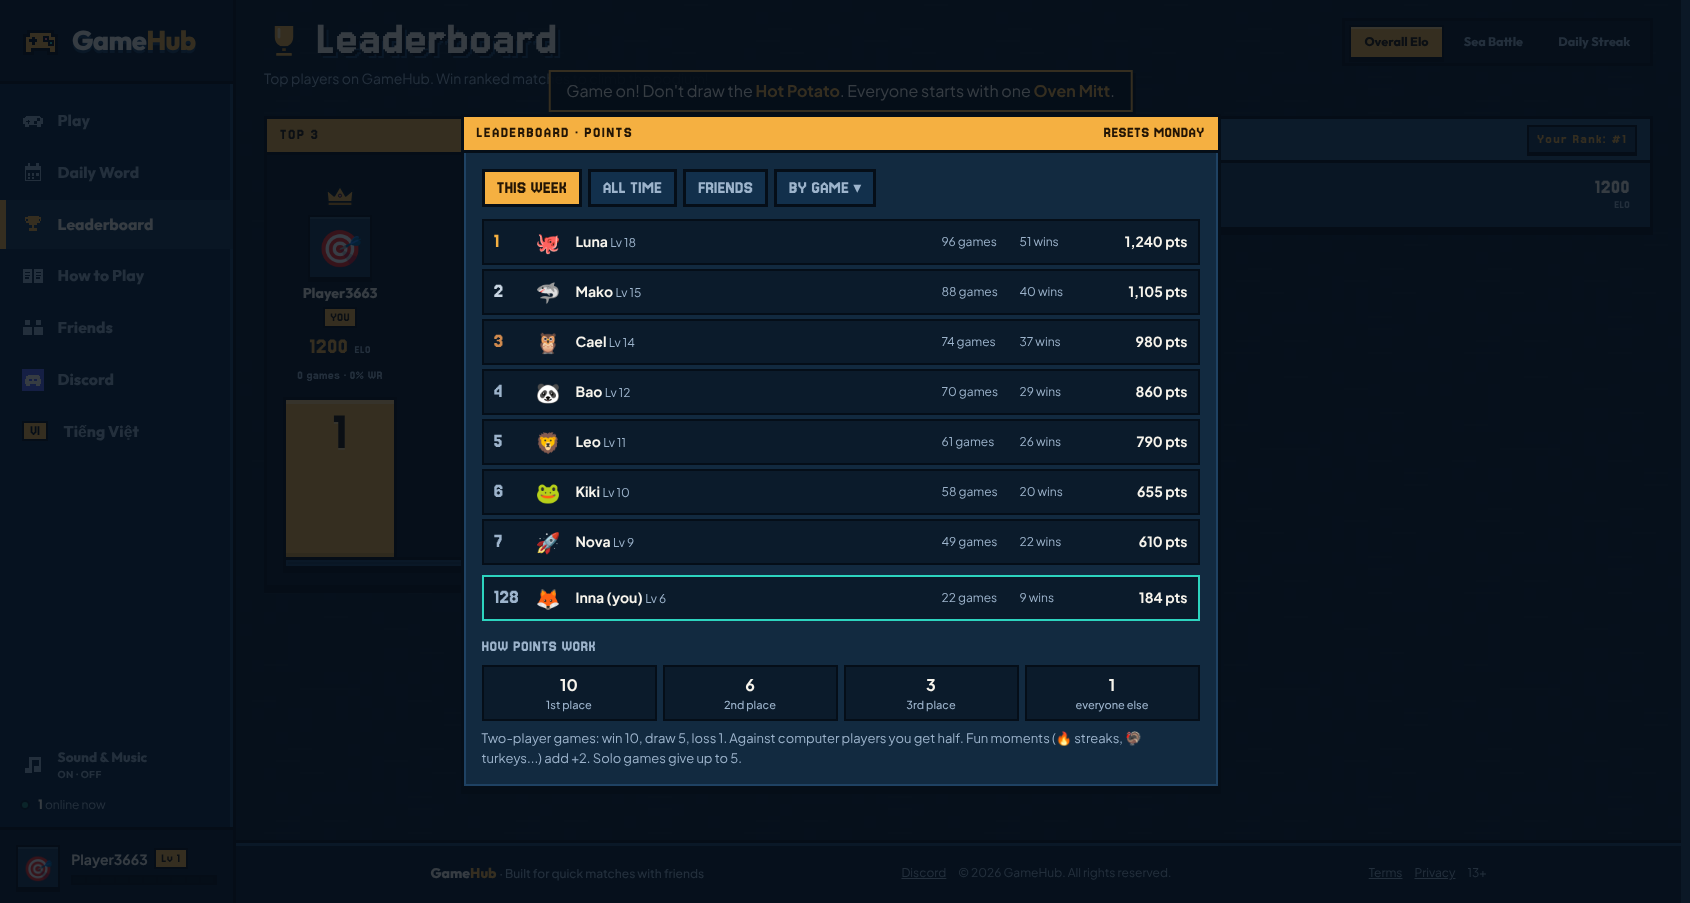 GameHub
Play
Daily Word
Leaderboard
How to Play
Friends
Discord
VI Tiếng Việt
Sound & Music
ON · OFF
1 online now
Player3663 Lv 1
Leaderboard
Top players on GameHub. Win ranked matc
Overall Elo Sea Battle Daily Streak
Game on! Don't draw the Hot Potato. Everyone starts with one Oven Mitt.
TOP 3
Player3663
YOU
1200 ELO
0 games · 0% WR
1
Your Rank: #1
1200
ELO
LEADERBOARD · POINTS RESETS MONDAY
THIS WEEK ALL TIME FRIENDS BY GAME ▾
1 Luna Lv 18 96 games 51 wins 1,240 pts
2 Mako Lv 15 88 games 40 wins 1,105 pts
3 Cael Lv 14 74 games 37 wins 980 pts
4 Bao Lv 12 70 games 29 wins 860 pts
5 Leo Lv 11 61 games 26 wins 790 pts
6 Kiki Lv 10 58 games 20 wins 655 pts
7 Nova Lv 9 49 games 22 wins 610 pts
128 Inna (you) Lv 6 22 games 9 wins 184 pts
HOW POINTS WORK
10 6 3 1
1st place 2nd place 3rd place everyone else
Two-player games: win 10, draw 5, loss 1. Against computer players you get half. Fun moments (🔥 streaks, 🦃
turkeys...) add +2. Solo games give up to 5.
GameHub · Built for quick matches with friends
Discord © 2026 GameHub. All rights reserved.
Terms Privacy 13+